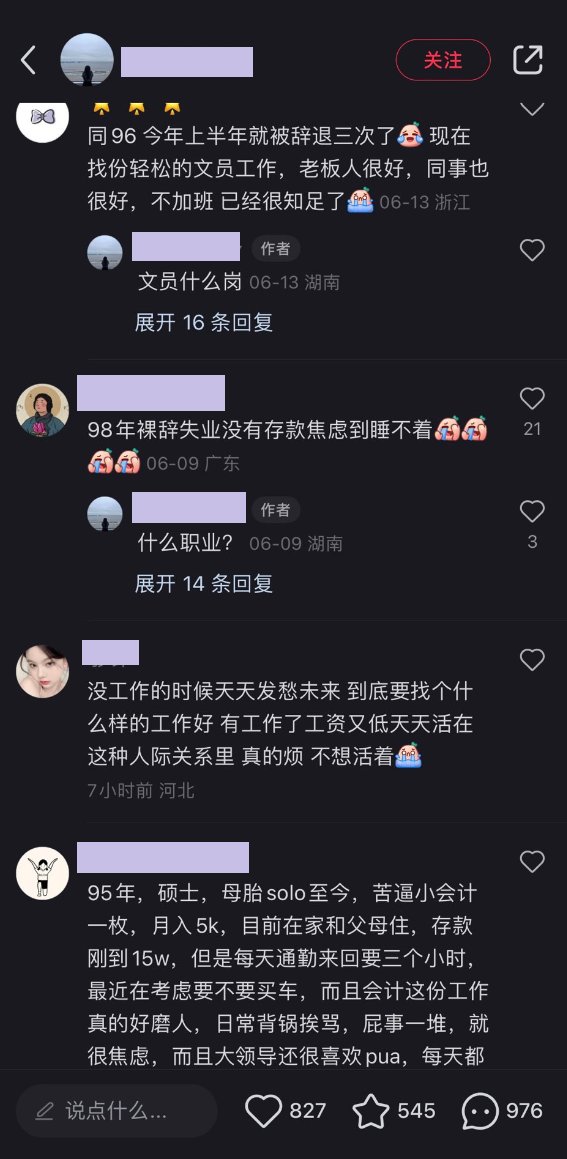 关注
同96 今年上半年就被辞退三次了 现在
找份轻松的文员工作，老板人很好，同事也
很好，不加班 已经很知足了 06-13 浙江
作者
文员什么岗 06-13 湖南
展开 16 条回复
98年裸辞失业没有存款焦虑到睡不着
21
06-09 广东
作者
什么职业？ 06-09 湖南
3
展开 14 条回复
没工作的时候天天发愁未来 到底要找个什
么样的工作好 有工作了工资又低天天活在
这种人际关系里 真的烦 不想活着
7小时前 河北
95年，硕士，母胎solo至今，苦逼小会计
一枚，月入5k，目前在家和父母住，存款
刚到15w，但是每天通勤来回要三个小时，
最近在考虑要不要买车，而且会计这份工作
真的好磨人，日常背锅挨骂，屁事一堆，就
很焦虑，而且大领导还很喜欢pua，每天都
说点什么... 827 545 976